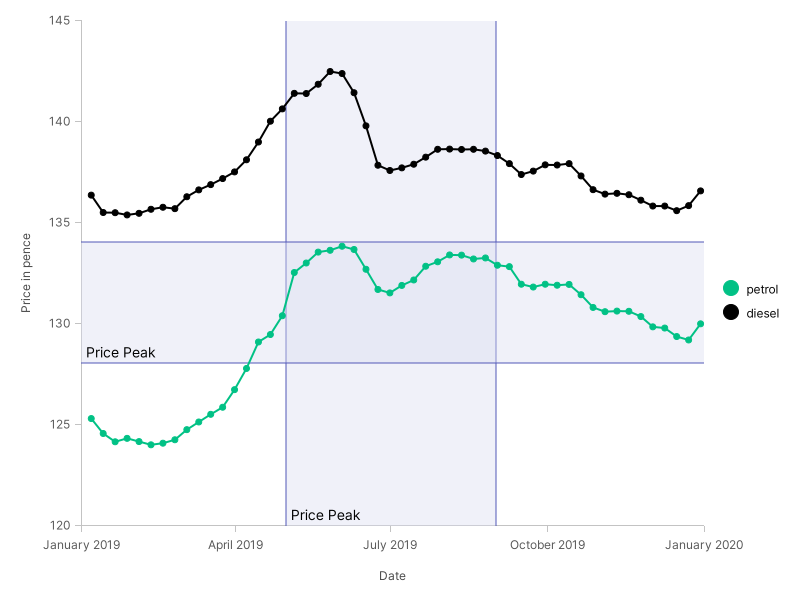 145
140
135
130
125
120
Price in pence
Price Peak
Price Peak
January 2019
April 2019
July 2019
October 2019
January 2020
Date
petrol
diesel